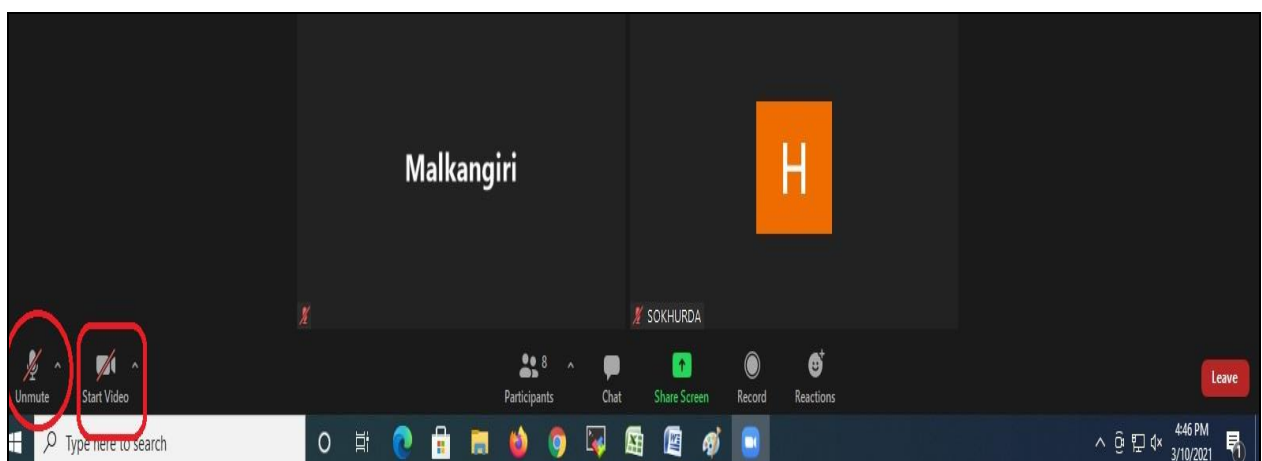 Malkangiri
H
SOKHURDA
Unmute
Start Video
8
Participants
Chat
Share Screen
Record
Reactions
Leave
Type here to search
4:46 PM
3/10/2021
1